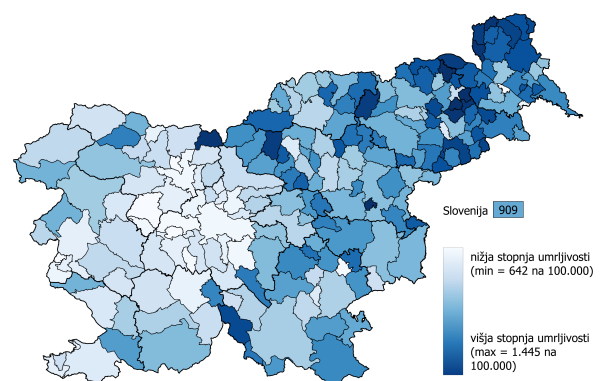 Slovenija 909
nižja stopnja umrljivosti
(min = 642 na 100.000)
višja stopnja umrljivosti
(max = 1.445 na
100.000)